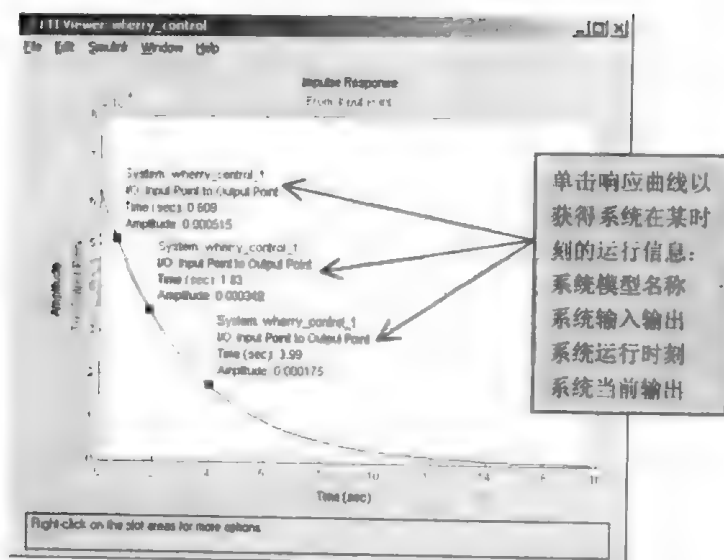 LTI Viewer: wherry_control
File Edit Simulink Window Help
Impulse Response
From: Input Point
System: wherry_control_1
I/O: Input Point to Output Point
Time (sec): 0.609
Amplitude: 0.000515
System: wherry_control_1
I/O: Input Point to Output Point
Time (sec): 1.83
Amplitude: 0.000348
System: wherry_control_1
I/O: Input Point to Output Point
Time (sec): 3.99
Amplitude: 0.000175
Amplitude
Time (sec)
Right-click on the plot areas for more options.
单击响应曲线以
获得系统在某时
刻的运行信息:
系统模型名称
系统输入输出
系统运行时刻
系统当前输出